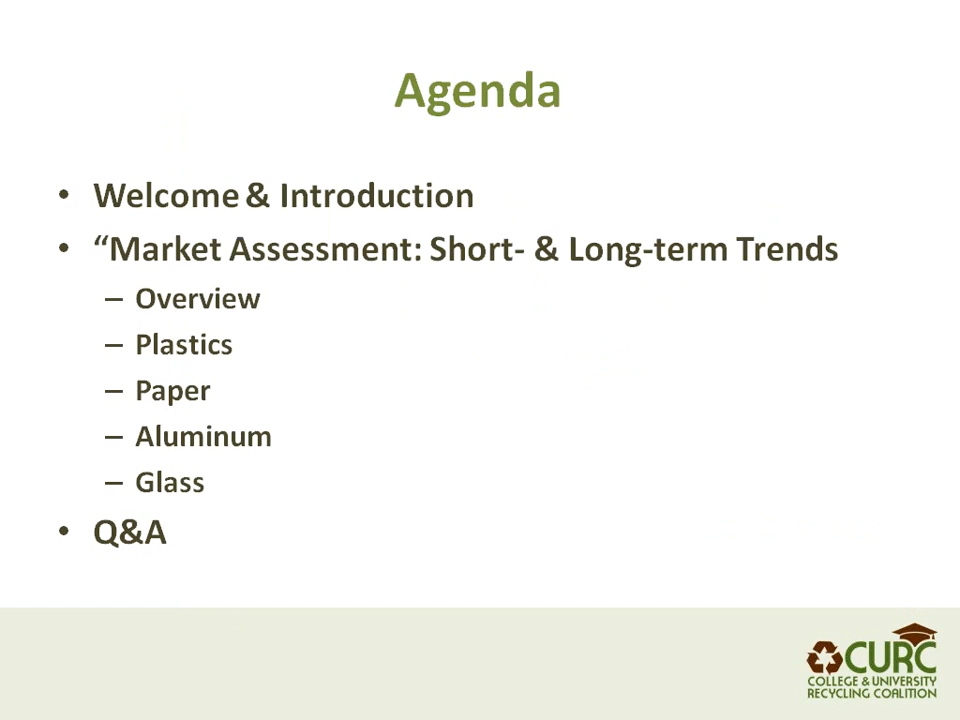 Agenda
• Welcome & Introduction
• “Market Assessment: Short- & Long-term Trends
– Overview
– Plastics
– Paper
– Aluminum
– Glass
• Q&A
CURC
COLLEGE & UNIVERSITY
RECYCLING COALITION